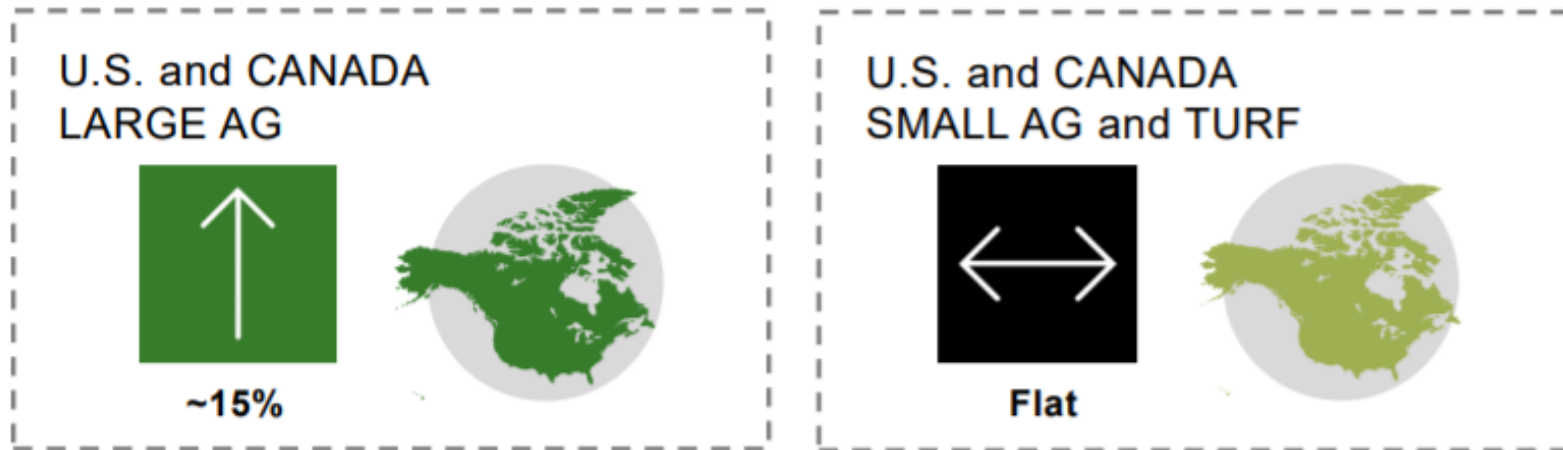 U.S. and CANADA
LARGE AG
~15%
U.S. and CANADA
SMALL AG and TURF
Flat